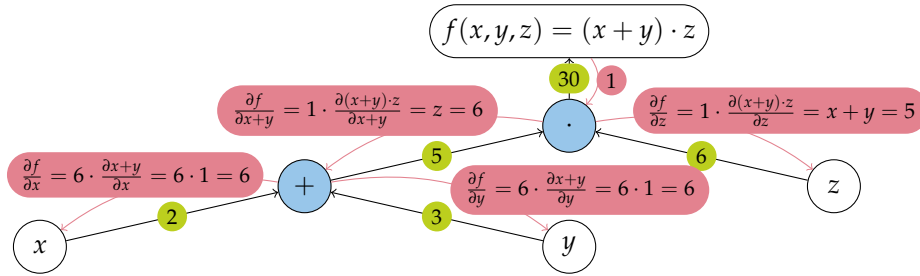 f(x, y, z) = (x + y) · z
30
1
∂f/∂x+y = 1 · ∂(x+y)·z/∂x+y = z = 6
·
∂f/∂z = 1 · ∂(x+y)·z/∂z = x + y = 5
5
6
∂f/∂x = 6 · ∂x+y/∂x = 6 · 1 = 6
+
∂f/∂y = 6 · ∂x+y/∂y = 6 · 1 = 6
z
2
3
x
y